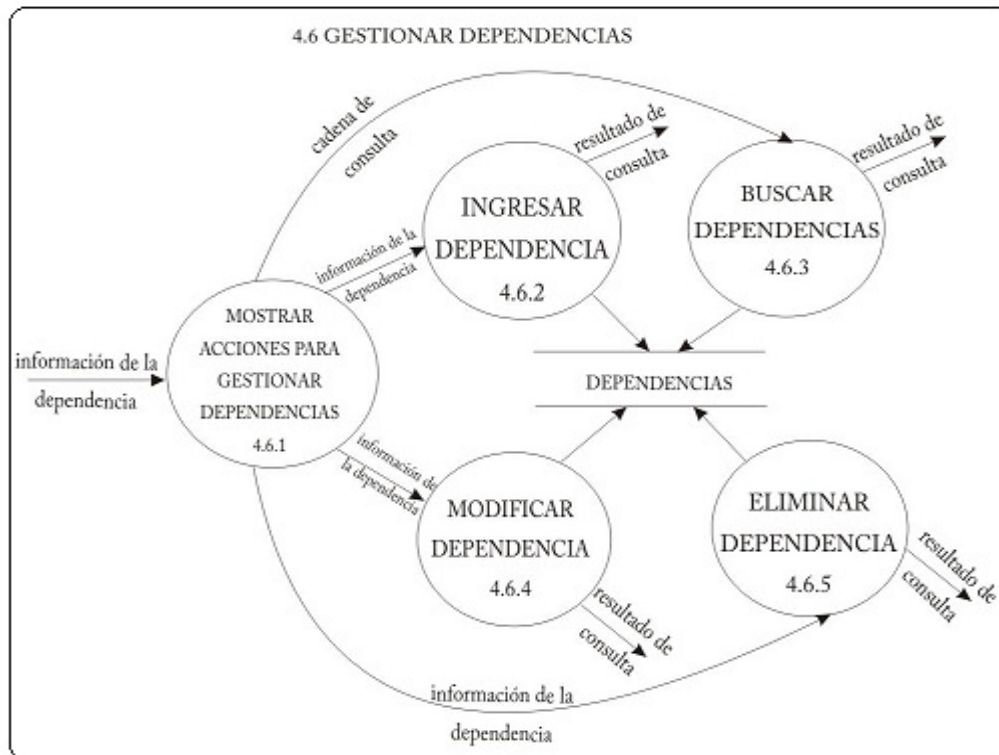 4.6 GESTIONAR DEPENDENCIAS
cadena de
consulta
resultado de
consulta
resultado de
consulta
INGRESAR
DEPENDENCIA
4.6.2
BUSCAR
DEPENDENCIAS
4.6.3
información de la
dependencia
MOSTRAR
ACCIONES PARA
GESTIONAR
DEPENDENCIAS
4.6.1
información de la
dependencia
DEPENDENCIAS
información de
la dependencia
MODIFICAR
DEPENDENCIA
4.6.4
ELIMINAR
DEPENDENCIA
4.6.5
resultado de
consulta
resultado de
consulta
información de la
dependencia